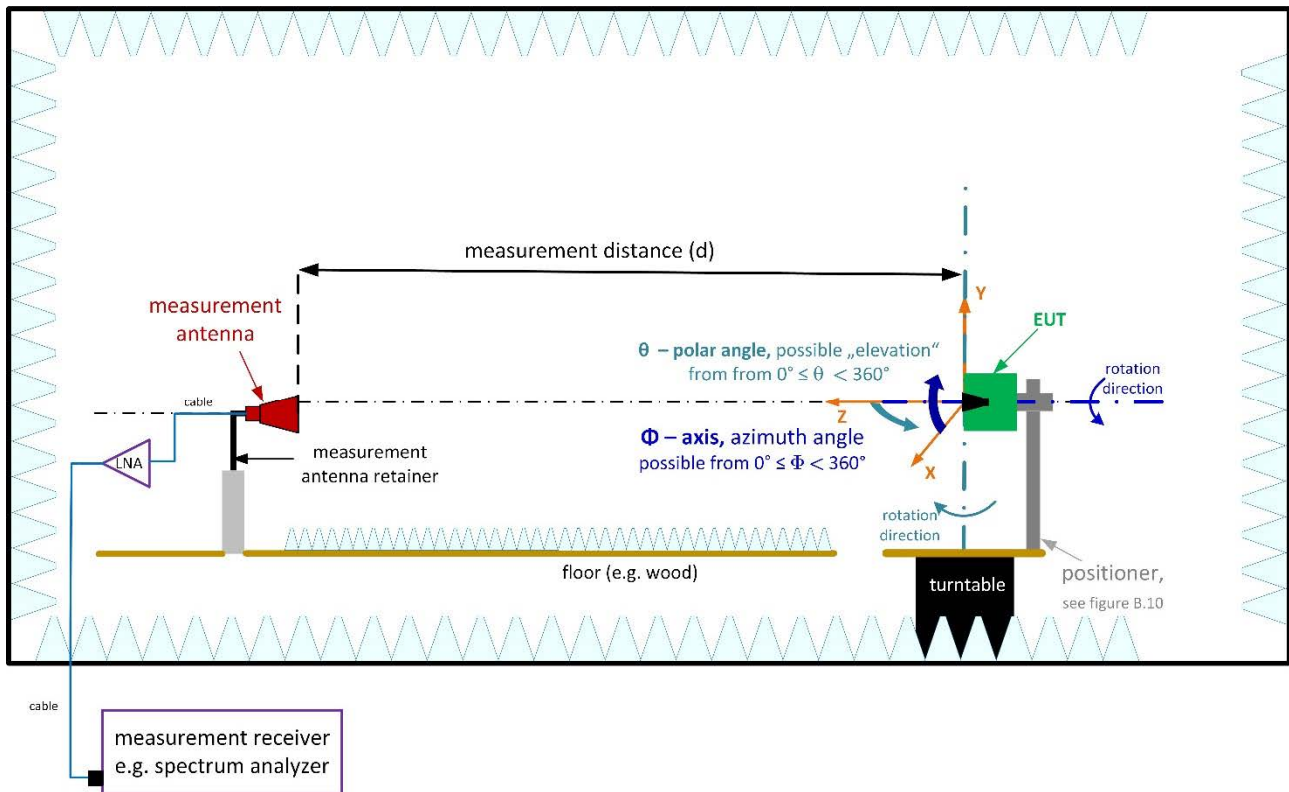 measurement distance (d)
measurement
antenna
cable
LNA
measurement
antenna retainer
θ – polar angle, possible „elevation“
from from 0° ≤ θ < 360°
Z
Y
X
Φ – axis, azimuth angle
possible from 0° ≤ Φ < 360°
EUT
rotation
direction
rotation
direction
floor (e.g. wood)
turntable
positioner,
see figure B.10
cable
measurement receiver
e.g. spectrum analyzer